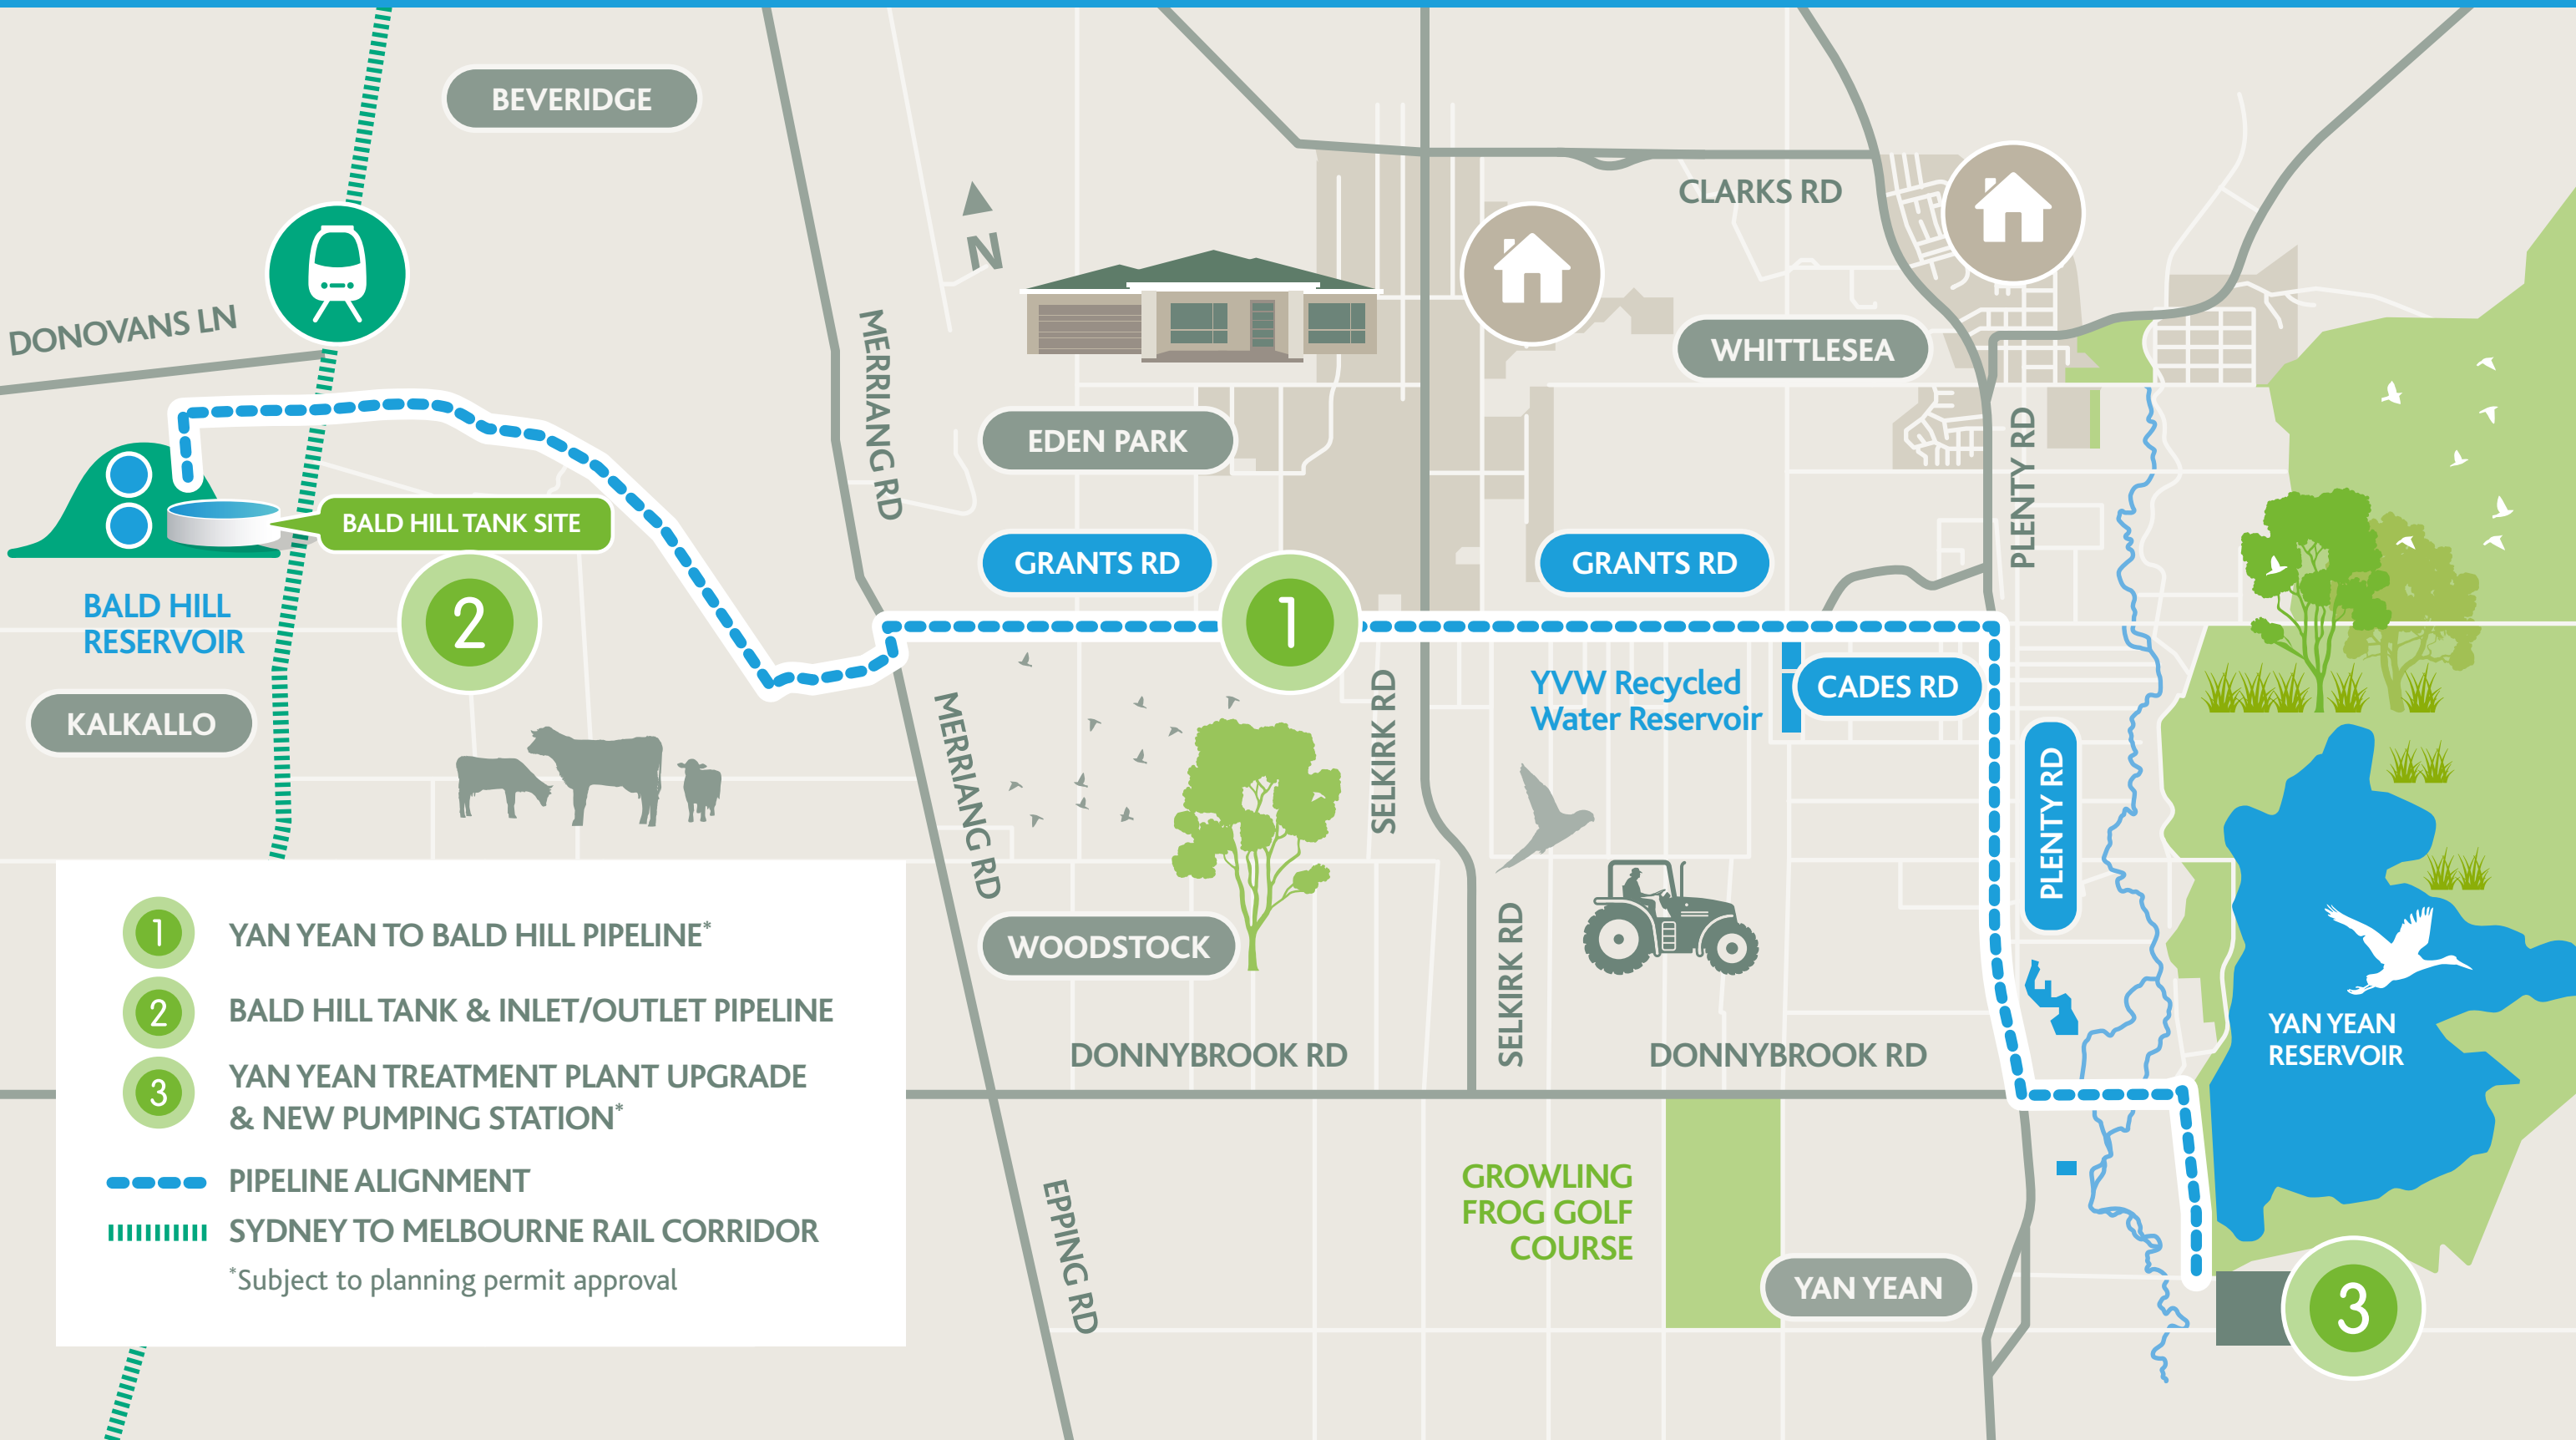 BEVERIDGE
CLARKS RD
N
DONOVANS LN
MERRIANG RD
WHITTLESEA
EDEN PARK
PLENTY RD
BALD HILL TANK SITE
GRANTS RD
GRANTS RD
2
1
BALD HILL
RESERVOIR
KALKALLO
MERRIANG RD
SELKIRK RD
YVW Recycled
Water Reservoir
CADES RD
PLENTY RD
WOODSTOCK
SELKIRK RD
YAN YEAN
RESERVOIR
DONNYBROOK RD
DONNYBROOK RD
EPPING RD
GROWLING
FROG GOLF
COURSE
YAN YEAN
3
1 YAN YEAN TO BALD HILL PIPELINE*
2 BALD HILL TANK & INLET/OUTLET PIPELINE
3 YAN YEAN TREATMENT PLANT UPGRADE
& NEW PUMPING STATION*
PIPELINE ALIGNMENT
SYDNEY TO MELBOURNE RAIL CORRIDOR
*Subject to planning permit approval